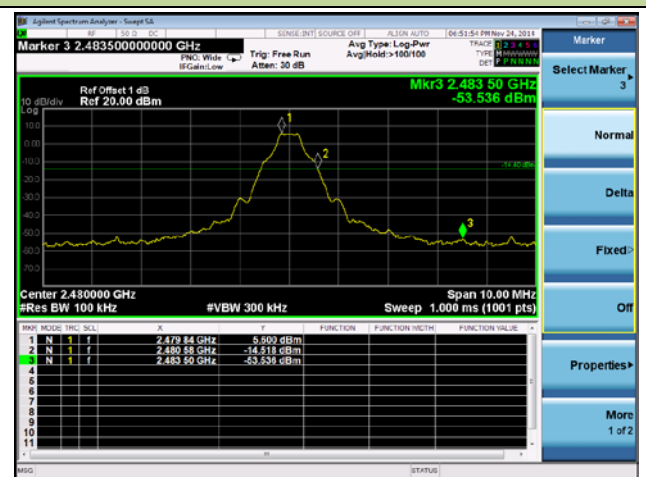 Agilent Spectrum Analyzer - Swept SA
RF 50 Ω DC SENSE:INT SOURCE OFF ALIGN AUTO 06:51:54 PM Nov 24, 2014
Marker 3 2.483500000000 GHz
PNO: Wide
IFGain:Low
Trig: Free Run
Atten: 30 dB
Avg Type: Log-Pwr
Avg|Hold:>100/100
TRACE 1 2 3 4 5 6
TYPE M WWWWW
DET P P N N N N
Ref Offset 1 dB
Ref 20.00 dBm
10 dB/div
Log
Mkr3 2.483 50 GHz
-53.536 dBm
10.0
0.00
-10.0
-20.0
-30.0
-40.0
-50.0
-60.0
-70.0
1
2
3
-14.40 dBm
Center 2.480000 GHz
#Res BW 100 kHz
#VBW 300 kHz
Span 10.00 MHz
Sweep 1.000 ms (1001 pts)
MKR MODE TRC SCL X Y FUNCTION FUNCTION WIDTH FUNCTION VALUE
1 N 1 f 2.479 84 GHz 5.600 dBm
2 N 1 f 2.480 58 GHz -14.518 dBm
3 N 1 f 2.483 50 GHz -53.536 dBm
4
5
6
7
8
9
10
11
MSG STATUS
Marker
Select Marker
3
Normal
Delta
Fixed
Off
Properties
More
1 of 2